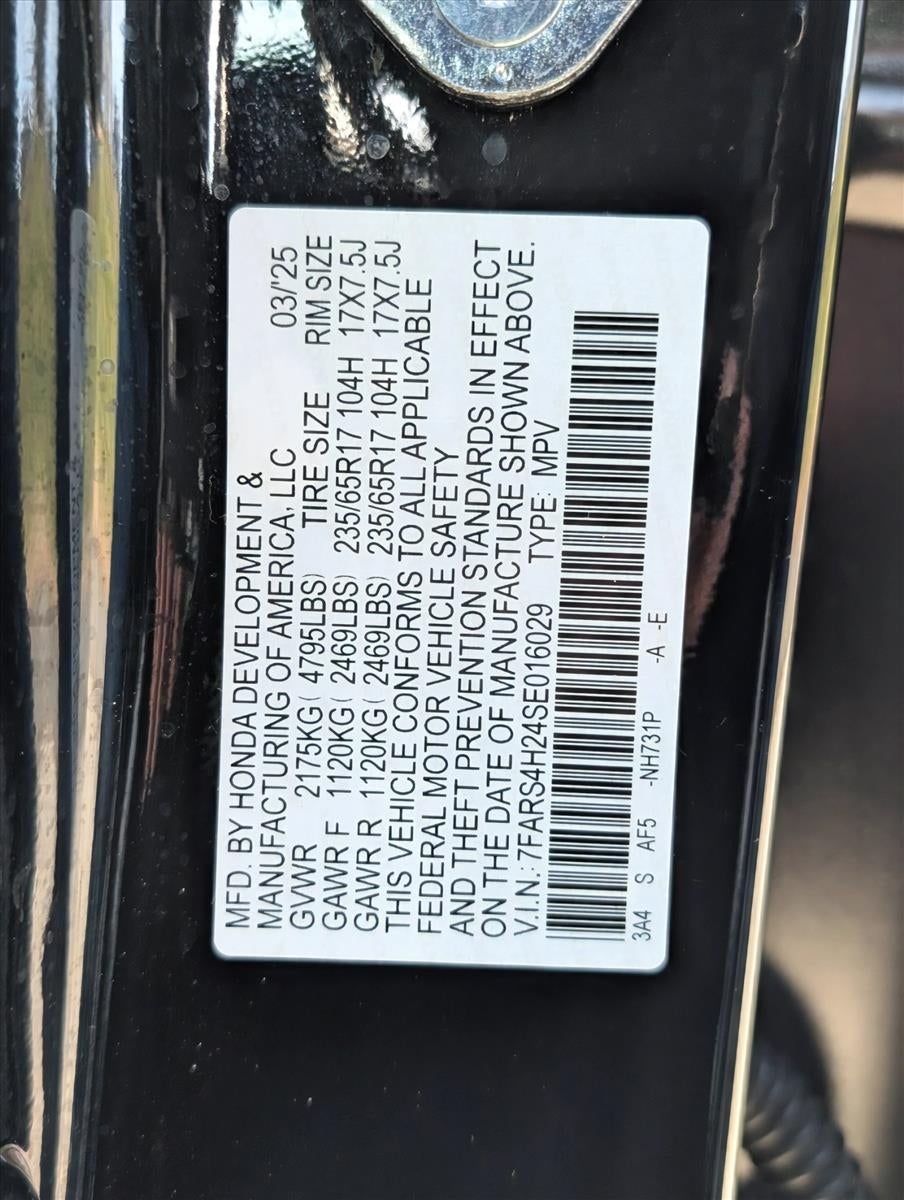 MFD. BY HONDA DEVELOPMENT &
MANUFACTURING OF AMERICA, LLC 03/'25
GVWR 2175KG ( 4795LBS) TIRE SIZE RIM SIZE
GAWR F 1120KG ( 2469LBS) 235/65R17 104H 17X7.5J
GAWR R 1120KG ( 2469LBS) 235/65R17 104H 17X7.5J
THIS VEHICLE CONFORMS TO ALL APPLICABLE
FEDERAL MOTOR VEHICLE SAFETY
AND THEFT PREVENTION STANDARDS IN EFFECT
ON THE DATE OF MANUFACTURE SHOWN ABOVE.
V.I.N.: 7FARS4H24SE016029 TYPE: MPV
3A4 S AF5 -NH731P -A -E